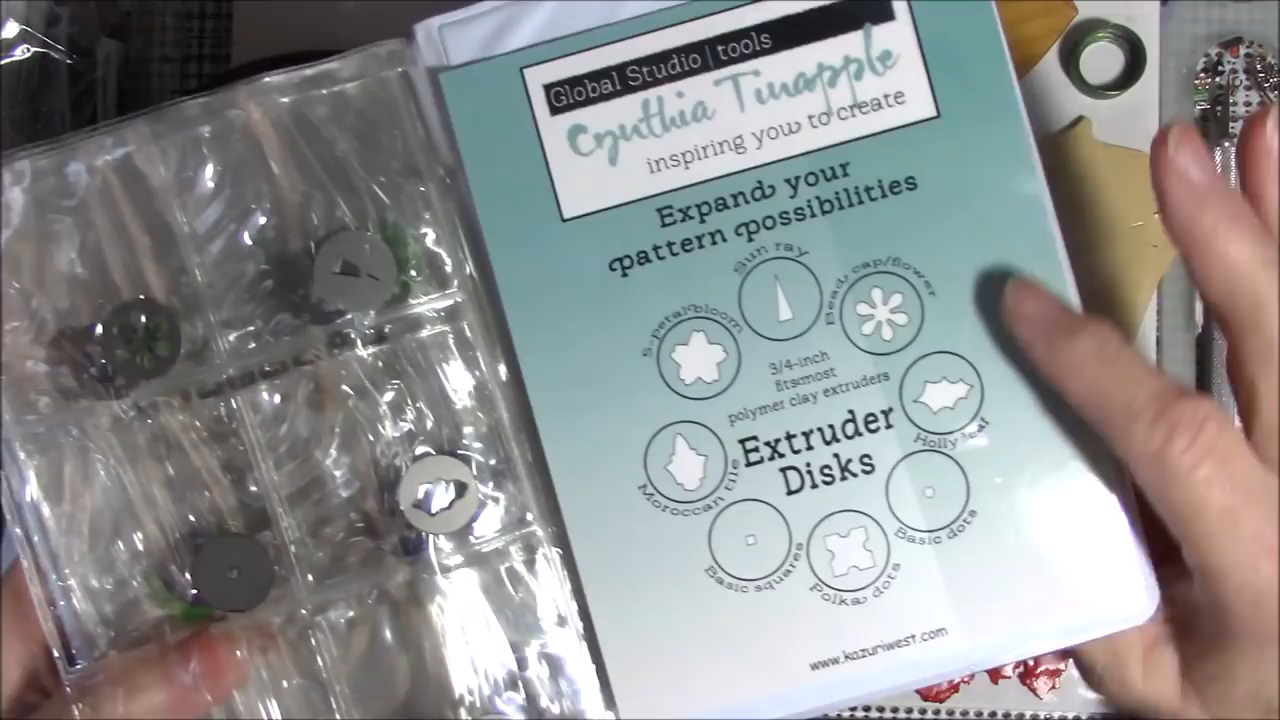 Global Studio | tools
Cynthia Tinapple
inspiring you to create
Expand your
pattern possibilities
Sun ray
Bead cap/flower
5-petal bloom
3/4-inch
fits most
polymer clay extruders
Holly leaf
Extruder
Disks
Moroccan tile
Basic dots
Basic squares
Polka dots
www.kazuriwest.com